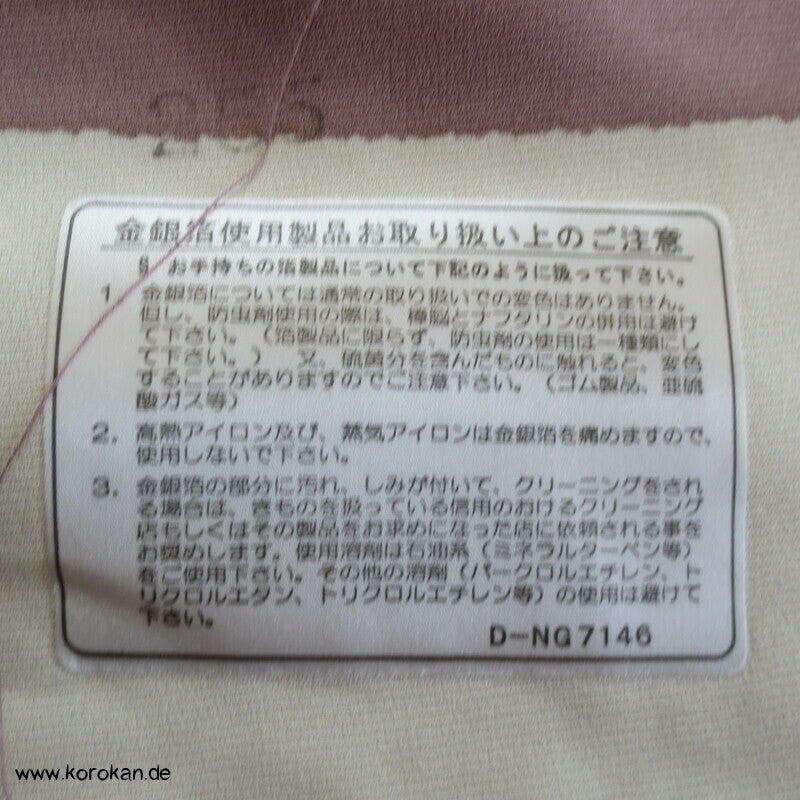 255
金銀箔使用製品お取り扱い上のご注意
§ お手持ちの箔製品について下記のように扱って下さい。
1 金銀箔については通常の取り扱いでの変色はありません。
但し、防虫剤使用の際は、樟脳とナフタリンの併用は避け
て下さい。（箔製品に限らず、防虫剤の使用は一種類にし
て下さい。） 又、硫黄分を含んだものに触れると、変色
することがありますのでご注意下さい。（ゴム製品、亜硫
酸ガス等）
2. 高熱アイロン及び、蒸気アイロンは金銀箔を痛めますので、
使用しないで下さい。
3. 金銀箔の部分に汚れ、しみが付いて、クリーニングをされ
る場合は、きものを扱っている信用のおけるクリーニング
店もしくはその製品をお求めになった店に依頼される事を
お奨めします。使用溶剤は石油系（ミネラルターペン等）
をご使用下さい。その他の溶剤（パークロルエチレン、ト
リクロルエタン、トリクロルエチレン等）の使用は避けて
下さい。
D-NG7146
www.korokan.de